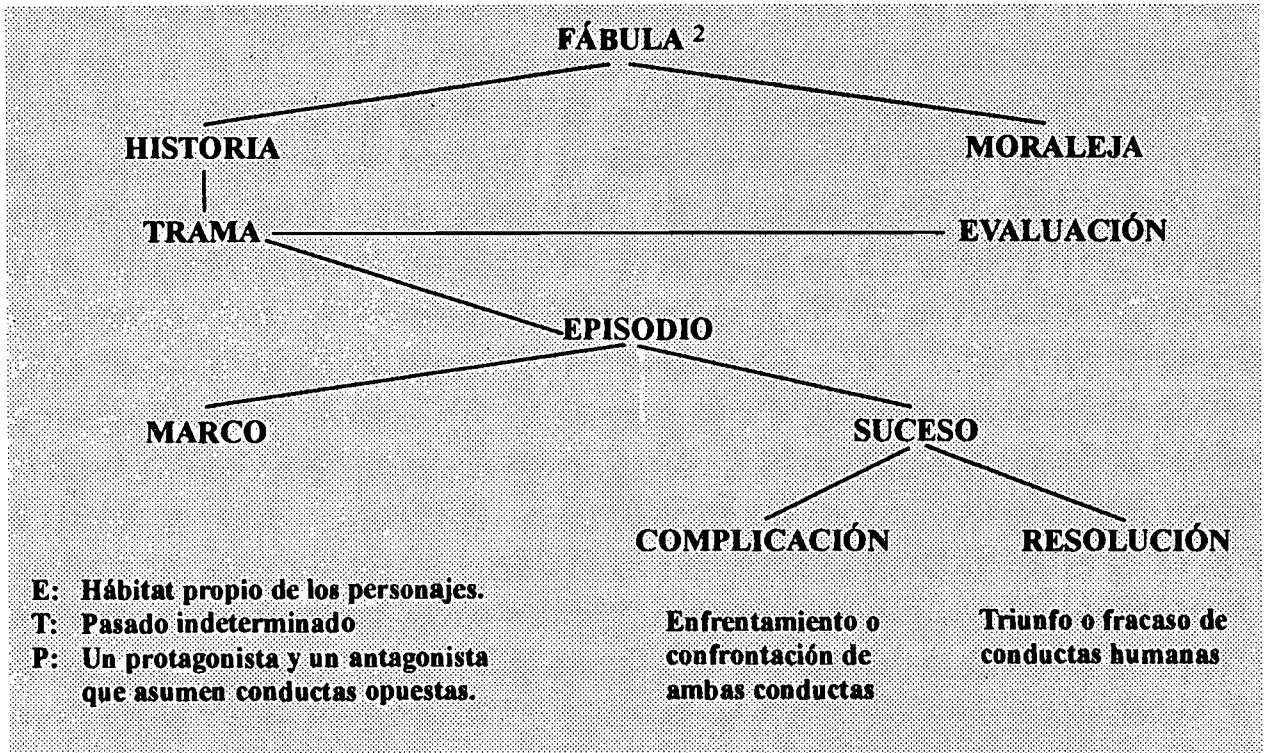 FÁBULA ²
HISTORIA
MORALEJA
TRAMA
EVALUACIÓN
EPISODIO
MARCO
SUCESO
COMPLICACIÓN
RESOLUCIÓN
E: Hábitat propio de los personajes.
T: Pasado indeterminado
P: Un protagonista y un antagonista
que asumen conductas opuestas.
Enfrentamiento o
confrontación de
ambas conductas
Triunfo o fracaso de
conductas humanas